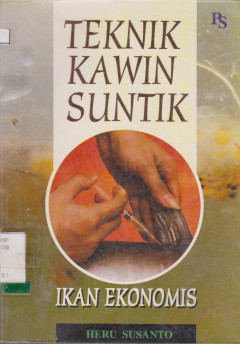 PS
TEKNIK
KAWIN
SUNTIK
IKAN EKONOMIS
HERU SUSANTO